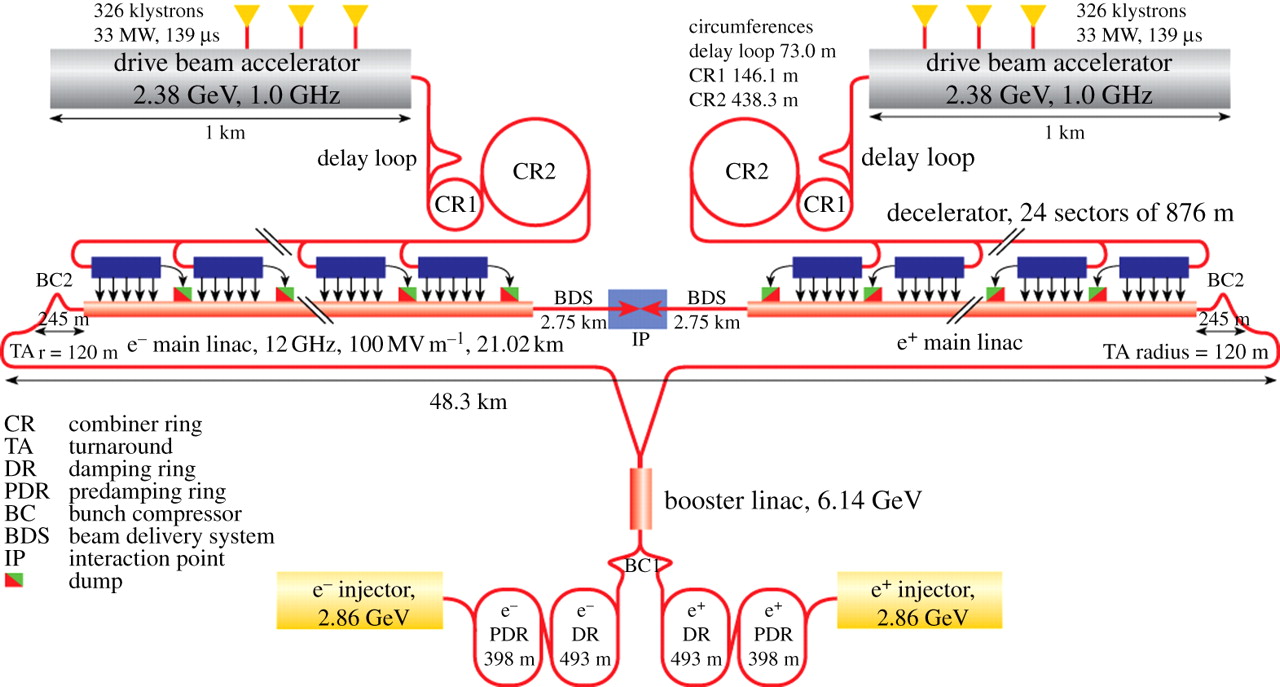 326 klystrons
33 MW, 139 μs
drive beam accelerator
2.38 GeV, 1.0 GHz
1 km
circumferences
delay loop 73.0 m
CR1 146.1 m
CR2 438.3 m
326 klystrons
33 MW, 139 μs
drive beam accelerator
2.38 GeV, 1.0 GHz
1 km
delay loop
CR2
CR1
CR2
CR1
delay loop
decelerator, 24 sectors of 876 m
BC2
245 m
TA r = 120 m
e⁻ main linac, 12 GHz, 100 MV m⁻¹, 21.02 km
BDS
2.75 km
IP
BDS
2.75 km
e⁺ main linac
BC2
245 m
TA radius = 120 m
48.3 km
CR combiner ring
TA turnaround
DR damping ring
PDR predamping ring
BC bunch compressor
BDS beam delivery system
IP interaction point
dump
booster linac, 6.14 GeV
BC1
e⁻ injector,
2.86 GeV
e⁻
PDR
398 m
e⁻
DR
493 m
e⁺
DR
493 m
e⁺
PDR
398 m
e⁺ injector,
2.86 GeV